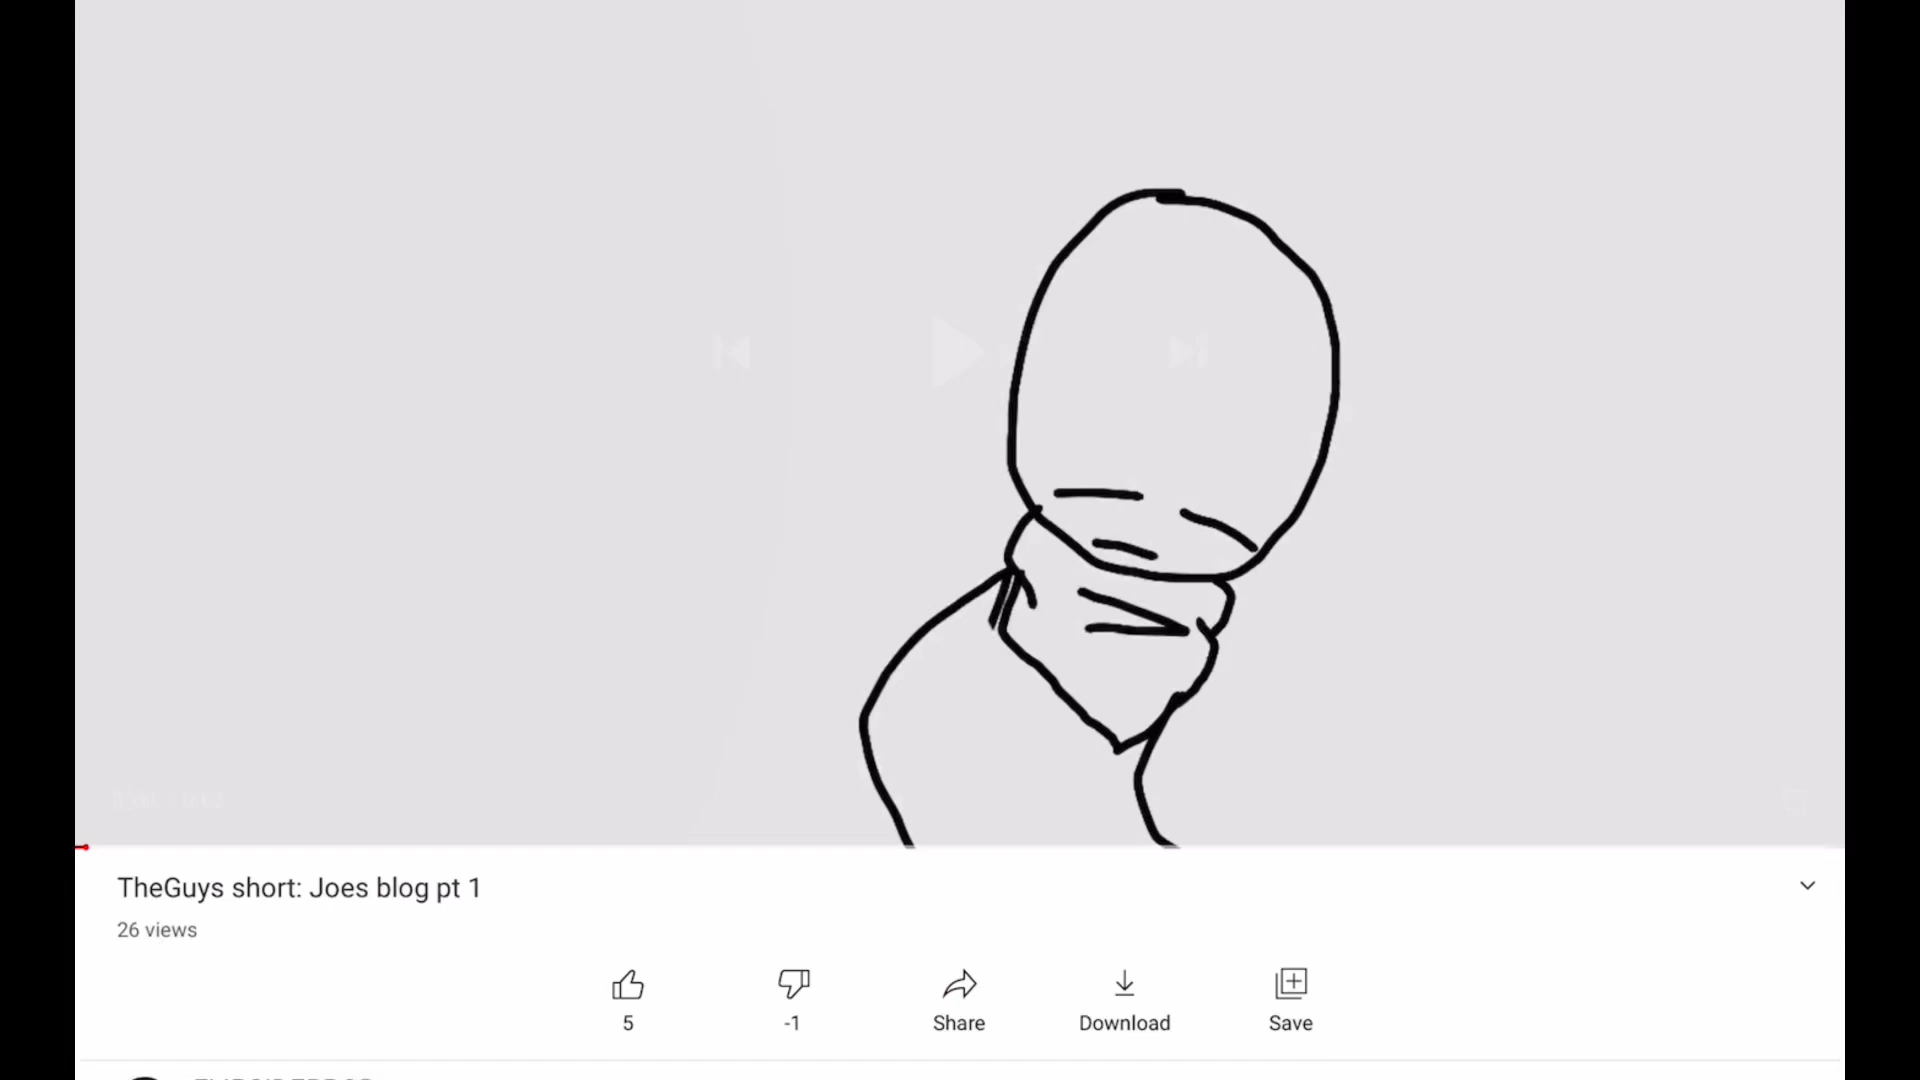 TheGuys short: Joes blog pt 1
26 views
5
-1
Share
Download
Save